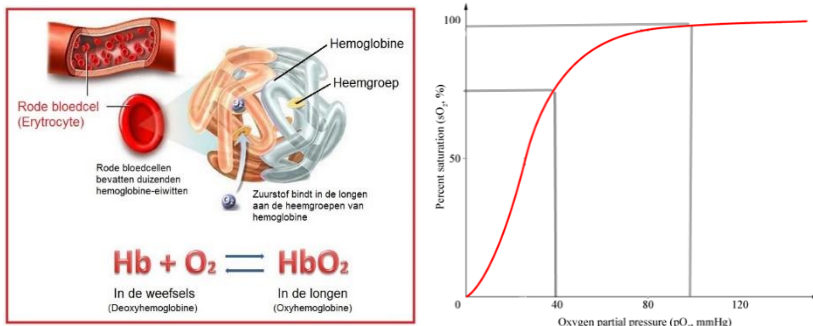 Hemoglobine
Heemgroep
Rode bloedcel
(Erytrocyte)
O₂
Rode bloedcellen
bevatten duizenden
hemoglobine-eiwitten
O₂
Zuurstof bindt in de longen
aan de heemgroepen van
hemoglobine
Hb + O₂ ⇌ HbO₂
In de weefsels
(Deoxyhemoglobine)
In de longen
(Oxyhemoglobine)
Percent saturation (sO₂, %)
100
50
0
40
80
120
Oxygen partial pressure (pO₂, mmHg)